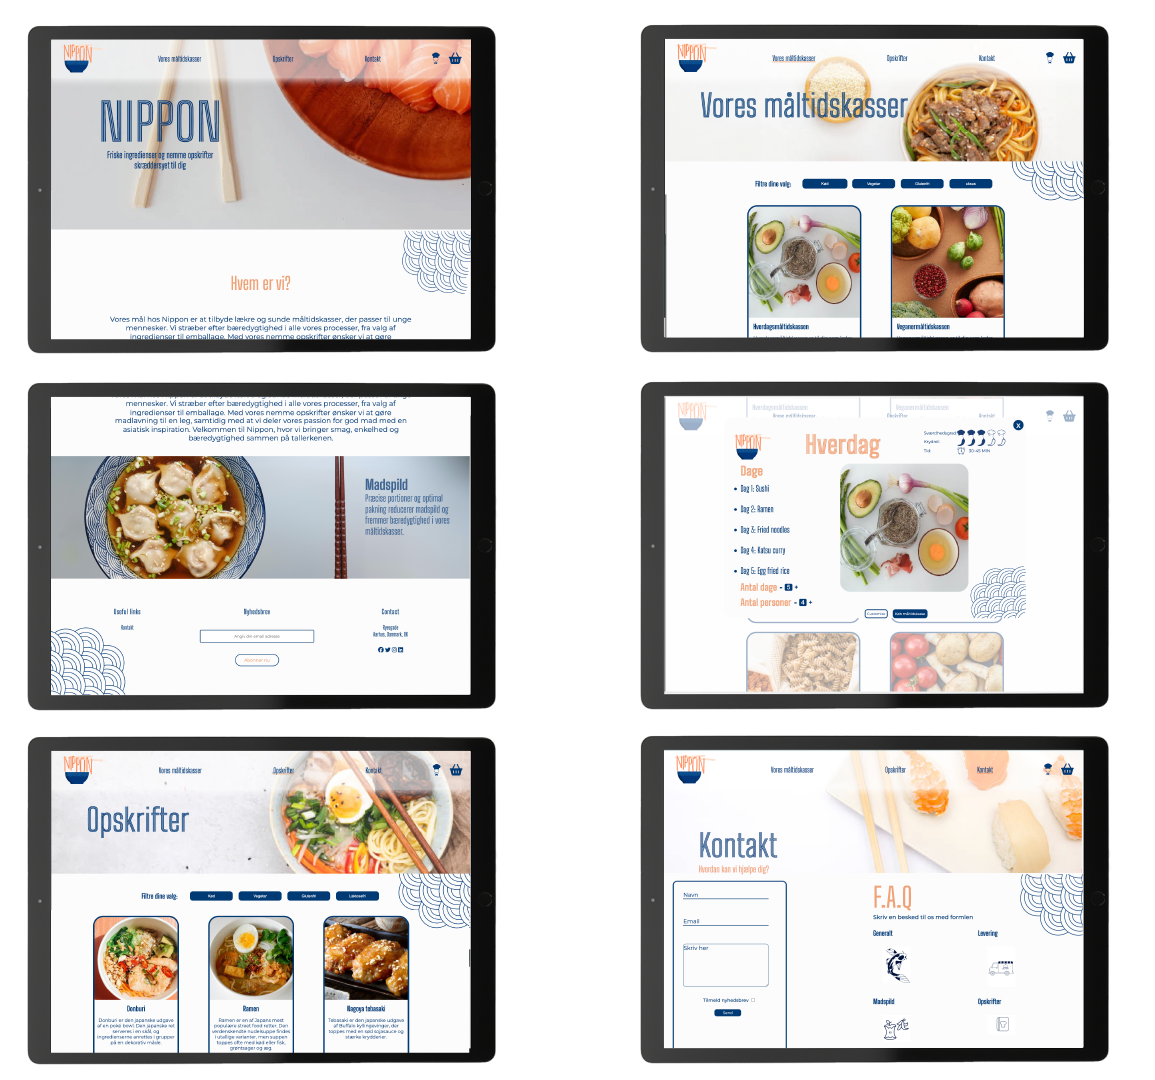 NIPPON
Vores måltidskasser
Opskrifter
Kontakt
NIPPON
Friske ingredienser og nemme opskrifter
skræddersyet til dig
Hvem er vi?
Vores mål hos Nippon er at tilbyde lækre og sunde måltidskasser, der passer til unge
mennesker. Vi stræber efter bæredygtighed i alle vores processer, fra valg af
ingredienser til emballage. Med vores nemme opskrifter ønsker vi at gøre
NIPPON
Vores måltidskasser
Opskrifter
Kontakt
Vores måltidskasser
Filtre dine valg:
Kød
Vegetar
Glutenfri
Hverdagsmåltidskassen
Veganermåltidskassen
mennesker. Vi stræber efter bæredygtighed i alle vores processer, fra valg af
ingredienser til emballage. Med vores nemme opskrifter ønsker vi at gøre
madlavning til en leg, samtidig med at vi deler vores passion for god mad med en
asiatisk inspiration. Velkommen til Nippon, hvor vi bringer smag, enkelhed og
bæredygtighed sammen på tallerkenen.
Madspild
Præcise portioner og optimal
pakning reducerer madspild og
fremmer bæredygtighed i vores
måltidskasser.
Useful links
Kontakt
Nyhedsbrev
Angiv din email adresse
Contact
Ryesgade
Aarhus, Danmark, DK
NIPPON
Hverdagsmåltidskassen
Veganermåltidskassen
Vores måltidskasser
Opskrifter
Kontakt
X
NIPPON
Hverdag
Sværdhedsgrad
Krydret
Tid:
30-45 MIN
Dage
• Dag 1: Sushi
• Dag 2: Ramen
• Dag 3: Fried noodles
• Dag 4: Katsu curry
• Dag 5: Egg fried rice
Antal dage - 5 +
Antal personer - 4 +
Customize
Køb måltidskasse
NIPPON
Vores måltidskasser
Opskrifter
Kontakt
Opskrifter
Filtre dine valg:
Kød
Vegetar
Glutenfri
Laktosefri
Donburi
Donburi er den japanske udgave
af en poké bowl. Den japanske ret
serveres i en skål, og
ingredienserne anrettes i grupper
på en dekorativ måde.
Ramen
Ramen er en af Japans mest
populære street food retter. Den
verdenskendte nudelsuppe findes
i utallige varianter, men suppen
toppes ofte med kød eller fisk,
grøntsager og æg.
Nagoya tebasaki
Tebasaki er den japanske udgave
af Buffalo kyllingevinger, der
toppes med en sød sojasauce og
stærke krydderier.
NIPPON
Vores måltidskasser
Opskrifter
Kontakt
Kontakt
Hvordan kan vi hjælpe dig?
Navn
Email
Skriv her
Tilmeld nyhedsbrev
Send
F.A.Q
Skriv en besked til os med formlen
Generalt
Levering
Madspild
Opskrifter